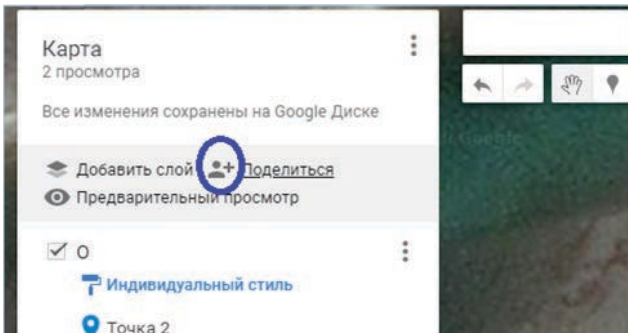 Карта
2 просмотра
Все изменения сохранены на Google Диске
Добавить слой Поделиться
Предварительный просмотр
О
Индивидуальный стиль
Точка 2